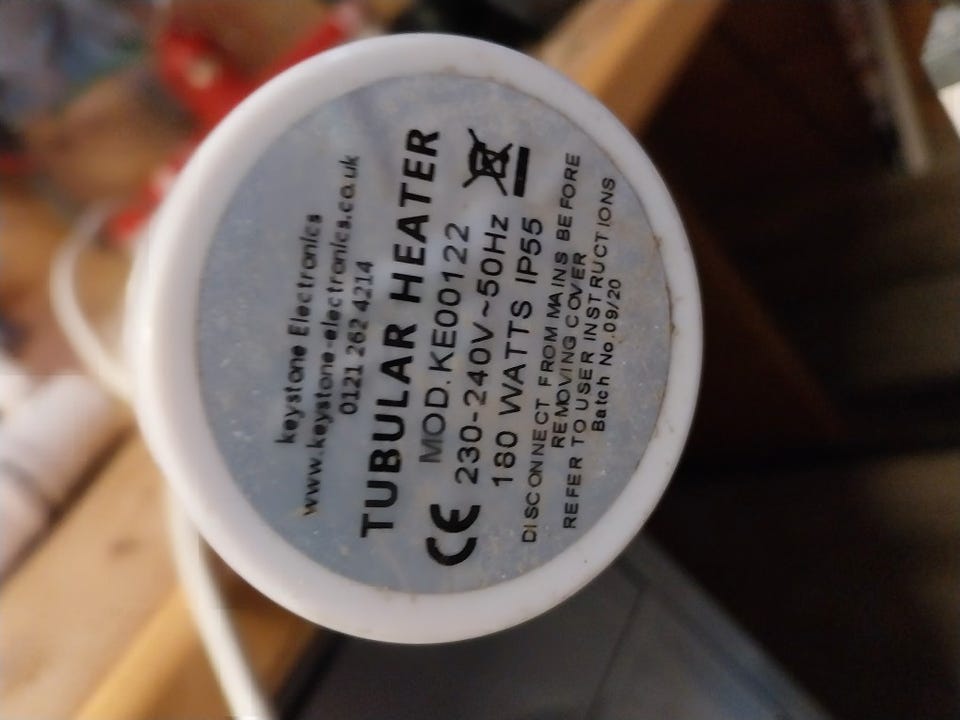 keystone Electronics
www.keystone-electronics.co.uk
0121 262 4214
TUBULAR HEATER
MOD. KE00122
CE 230-240V~50Hz
180 WATTS IP55
DISCONNECT FROM MAINS BEFORE
REMOVING COVER
REFER TO USER INSTRUCTIONS
Batch No.09/20